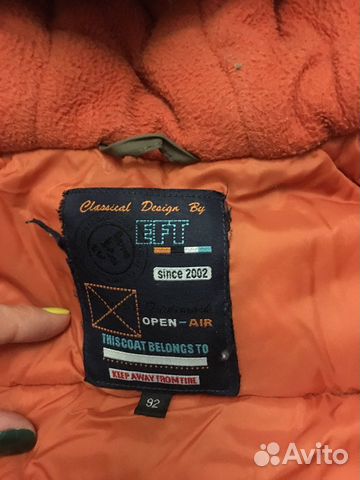 Classical Design By
EFT
since 2002
OPEN-AIR
THIS COAT BELONGS TO
KEEP AWAY FROM FIRE
92
Avito